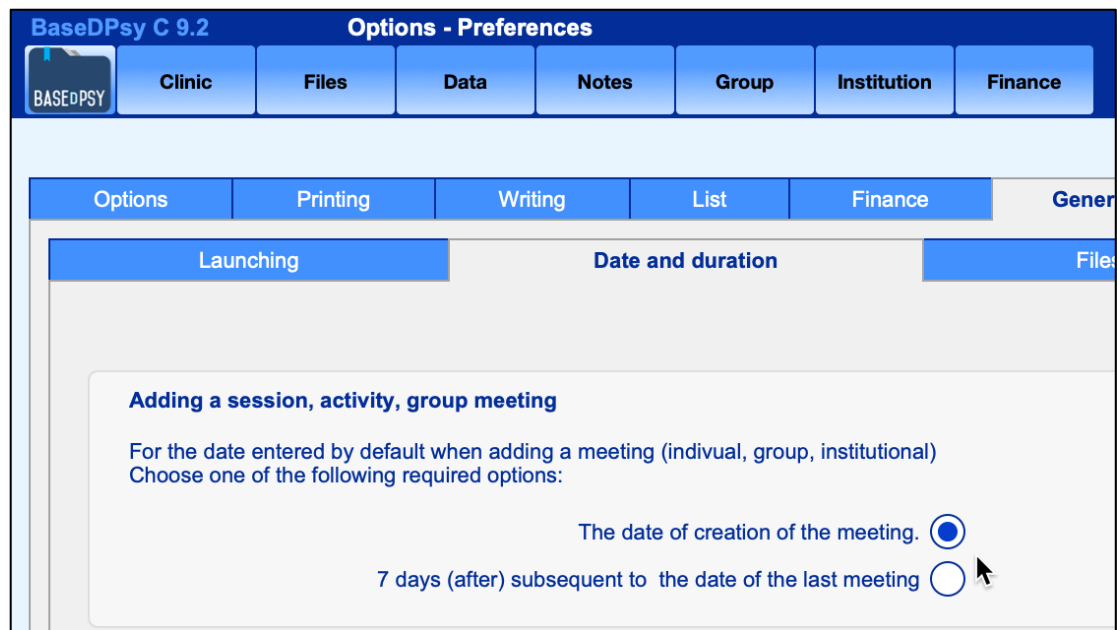 BaseDPsy C 9.2 Options - Preferences
BASEDPSY Clinic Files Data Notes Group Institution Finance
Options Printing Writing List Finance Gener
Launching Date and duration Files
Adding a session, activity, group meeting
For the date entered by default when adding a meeting (indivual, group, institutional)
Choose one of the following required options:
The date of creation of the meeting.
7 days (after) subsequent to the date of the last meeting